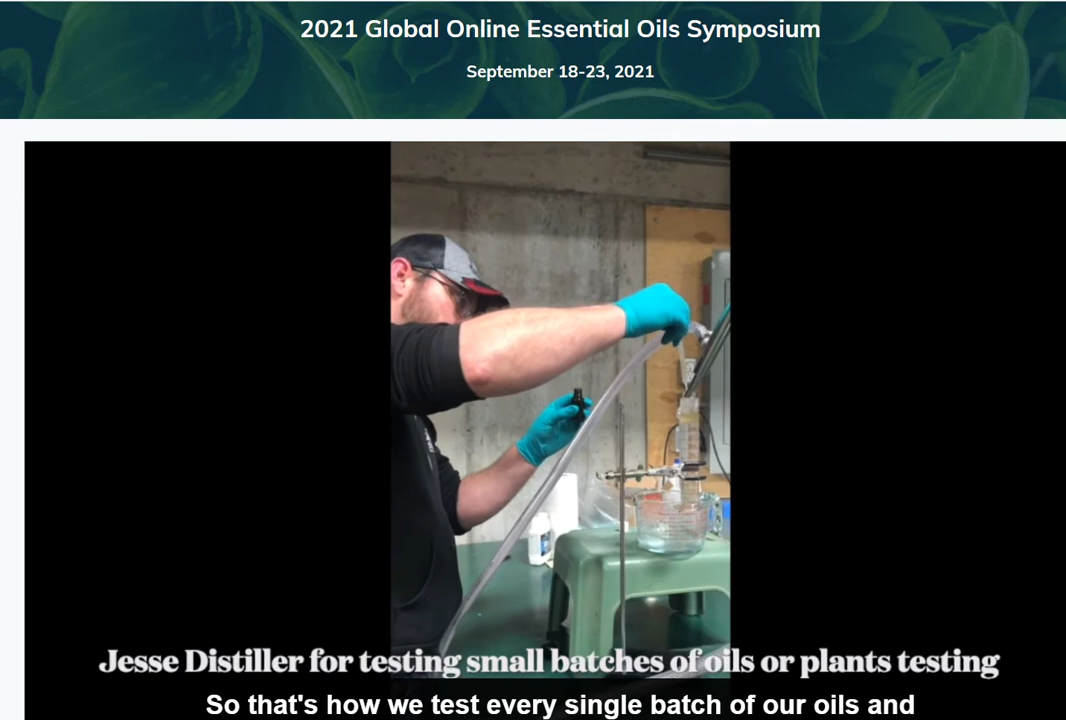 2021 Global Online Essential Oils Symposium
September 18-23, 2021
Jesse Distiller for testing small batches of oils or plants testing
So that's how we test every single batch of our oils and